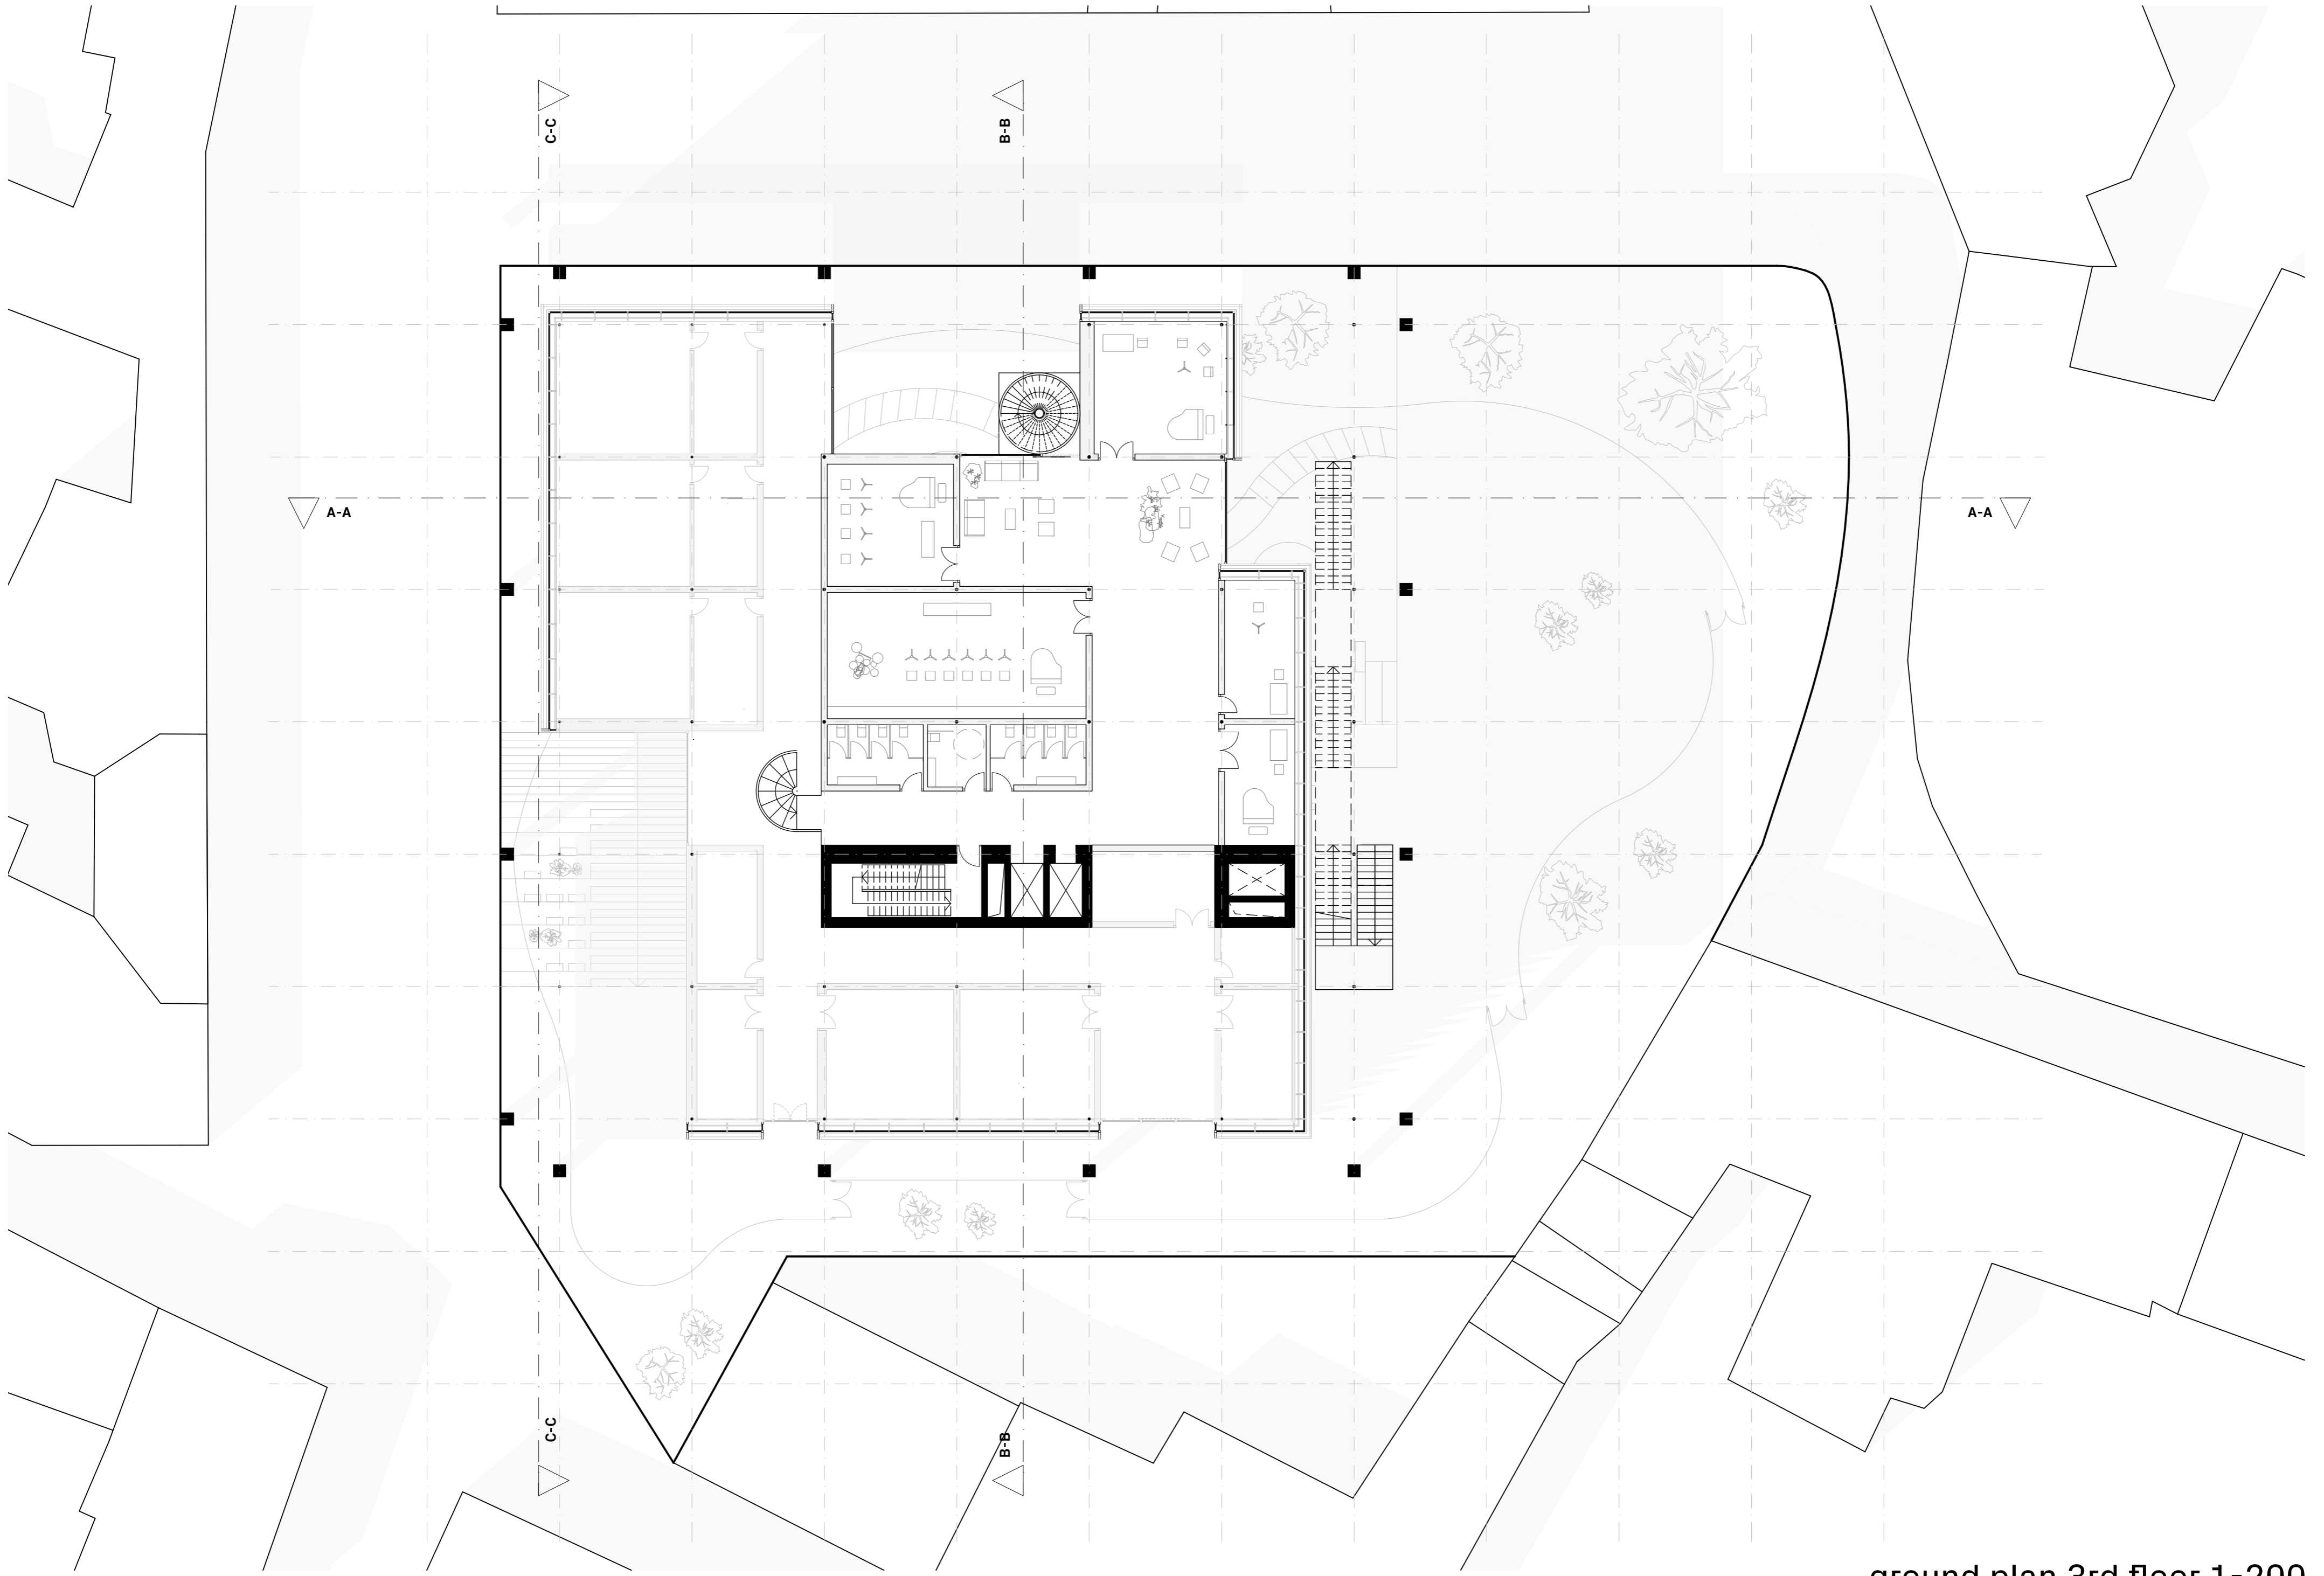 C-C
B-B
A-A
A-A
C-C
B-B
ground plan 3rd floor 1-200